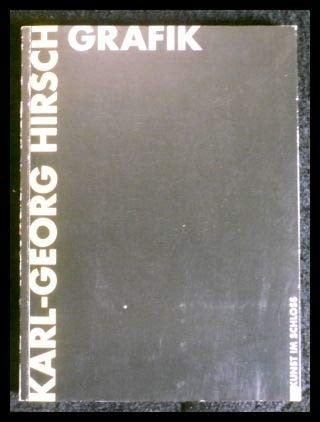 KARL-GEORG HIRSCH
GRAFIK
KUNST IM SCHLOSS